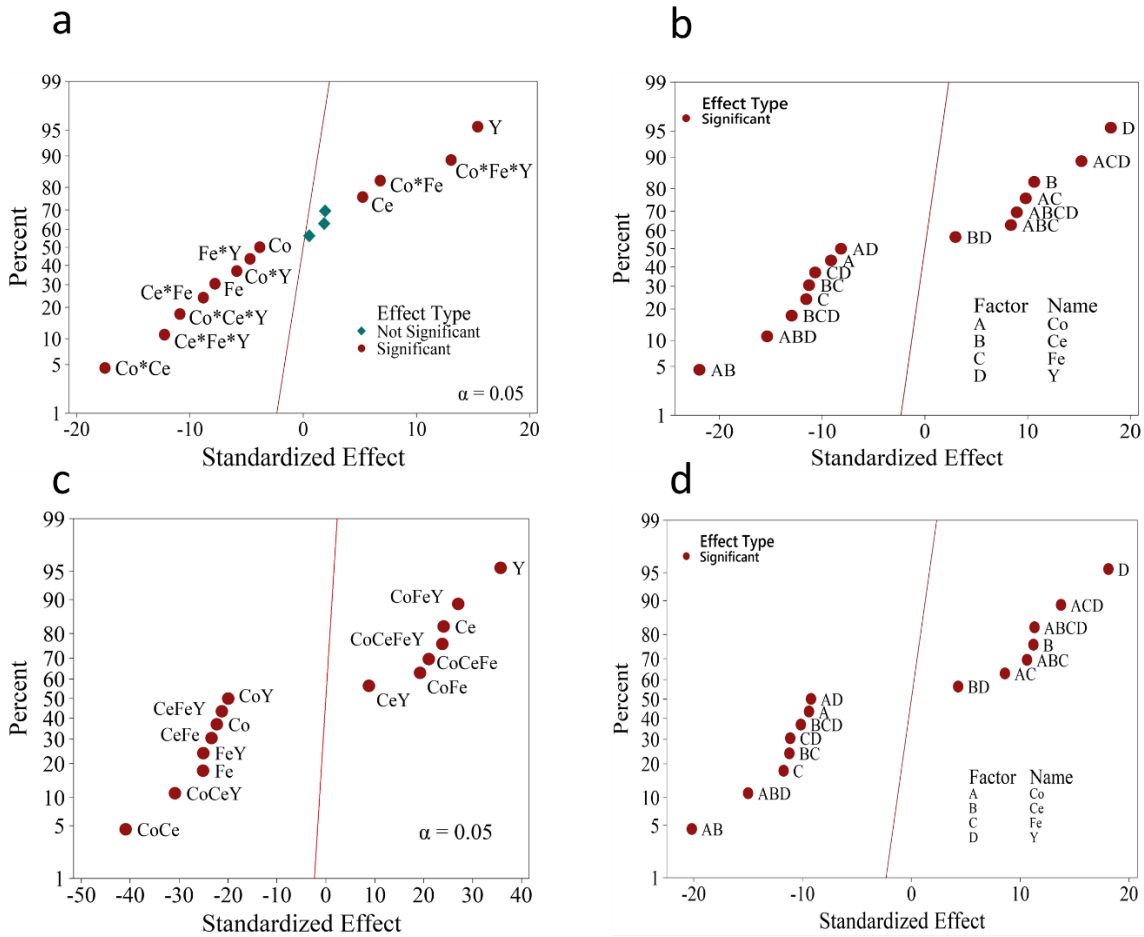 a
99
95
90
80
70
60
50
40
30
20
10
5
1
Percent
Y
Co*Fe*Y
Co*Fe
Ce
Co
Fe*Y
Co*Y
Fe
Ce*Fe
Co*Ce*Y
Ce*Fe*Y
Co*Ce
Effect Type
Not Significant
Significant
α = 0.05
-20 -10 0 10 20
Standardized Effect
b
99
95
90
80
70
60
50
40
30
20
10
5
1
Percent
Effect Type
Significant
D
ACD
B
AC
ABCD
ABC
BD
AD
A
CD
BC
C
BCD
ABD
AB
Factor Name
A Co
B Ce
C Fe
D Y
-20 -10 0 10 20
Standardized Effect
c
99
95
90
80
70
60
50
40
30
20
10
5
1
Percent
Y
CoFeY
Ce
CoCeFeY
CoCeFe
CoFe
CeY
CoY
CeFeY
Co
CeFe
FeY
Fe
CoCeY
CoCe
α = 0.05
-50 -40 -30 -20 -10 0 10 20 30 40
Standardized Effect
d
99
95
90
80
70
60
50
40
30
20
10
5
1
Percent
Effect Type
Significant
D
ACD
ABCD
B
ABC
AC
BD
AD
A
BCD
CD
BC
C
ABD
AB
Factor Name
A Co
B Ce
C Fe
D Y
-20 -10 0 10 20
Standardized Effect